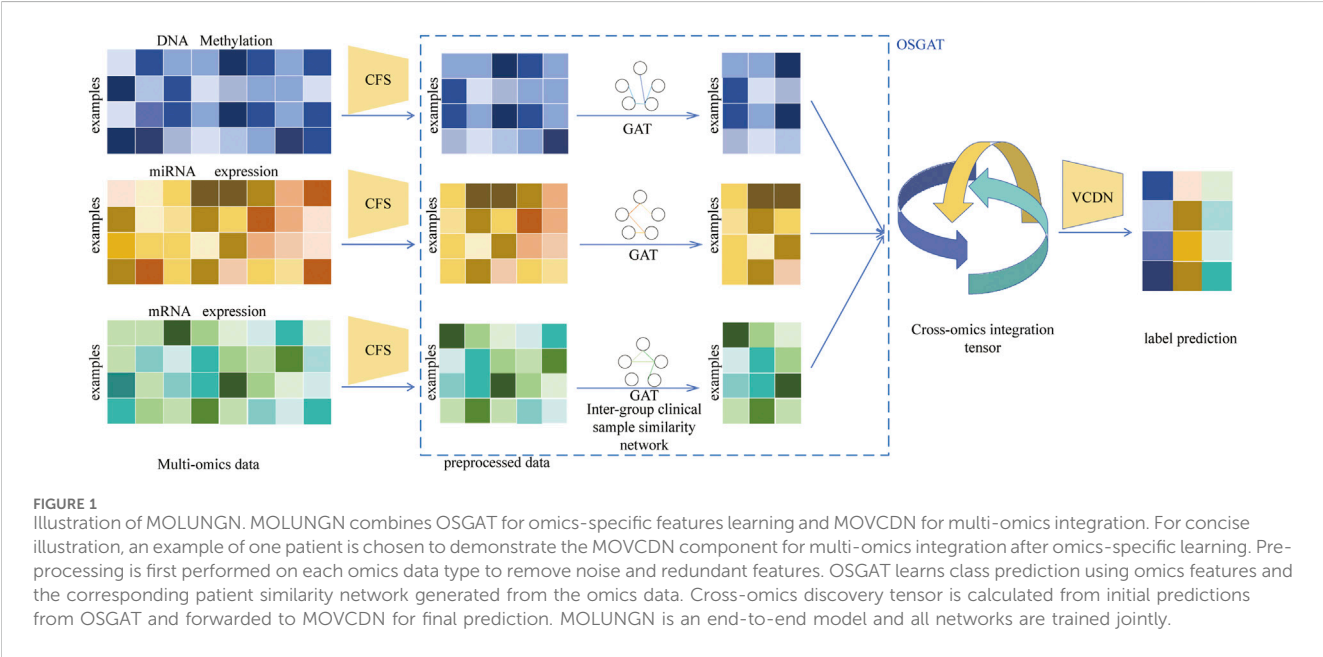 DNA Methylation
examples
CFS
examples
GAT
examples
OSGAT
miRNA expression
examples
CFS
examples
GAT
examples
VCDN
mRNA expression
examples
CFS
examples
GAT
Inter-group clinical
sample similarity
network
examples
Cross-omics integration
tensor
label prediction
Multi-omics data
preprocessed data
FIGURE 1
Illustration of MOLUNGN. MOLUNGN combines OSGAT for omics-specific features learning and MOVCDN for multi-omics integration. For concise
illustration, an example of one patient is chosen to demonstrate the MOVCDN component for multi-omics integration after omics-specific learning. Pre-
processing is first performed on each omics data type to remove noise and redundant features. OSGAT learns class prediction using omics features and
the corresponding patient similarity network generated from the omics data. Cross-omics discovery tensor is calculated from initial predictions
from OSGAT and forwarded to MOVCDN for final prediction. MOLUNGN is an end-to-end model and all networks are trained jointly.